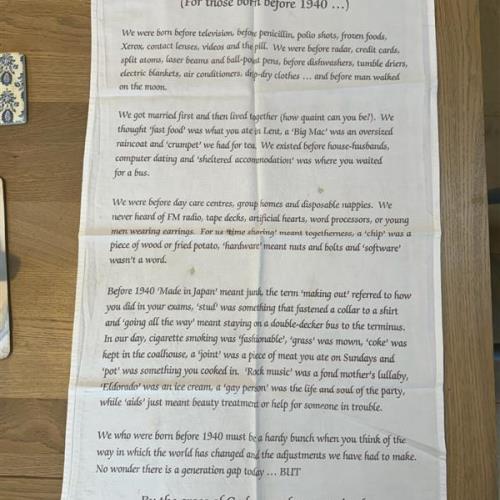 (For those born before 1940 ...)
We were born before television, before penicillin, polio shots, frozen foods,
Xerox, contact lenses, videos and the pill. We were before radar, credit cards,
split atoms, laser beams and ball-point pens, before dishwashers, tumble driers,
electric blankets, air conditioners, drip-dry clothes ... and before man walked
on the moon.
We got married first and then lived together (how quaint can you be?). We
thought 'fast food' was what you ate in Lent, a 'Big Mac' was an oversized
raincoat and 'crumpet' we had for tea. We existed before house-husbands,
computer dating and 'sheltered accommodation' was where you waited
for a bus.
We were before day care centres, group homes and disposable nappies. We
never heard of FM radio, tape decks, artificial hearts, word processors, or young
men wearing earrings. For us 'time sharing' meant togetherness, a 'chip' was a
piece of wood or fried potato, 'hardware' meant nuts and bolts and 'software'
wasn't a word.
Before 1940 'Made in Japan' meant junk, the term 'making out' referred to how
you did in your exams, 'stud' was something that fastened a collar to a shirt
and 'going all the way' meant staying on a double-decker bus to the terminus.
In our day, cigarette smoking was 'fashionable', 'grass' was mown, 'coke' was
kept in the coalhouse, a 'joint' was a piece of meat you ate on Sundays and
'pot' was something you cooked in. 'Rock music' was a fond mother's lullaby,
'Eldorado' was an ice cream, a 'gay person' was the life and soul of the party,
while 'aids' just meant beauty treatment or help for someone in trouble.
We who were born before 1940 must be a hardy bunch when you think of the
way in which the world has changed and the adjustments we have had to make.
No wonder there is a generation gap today ... BUT